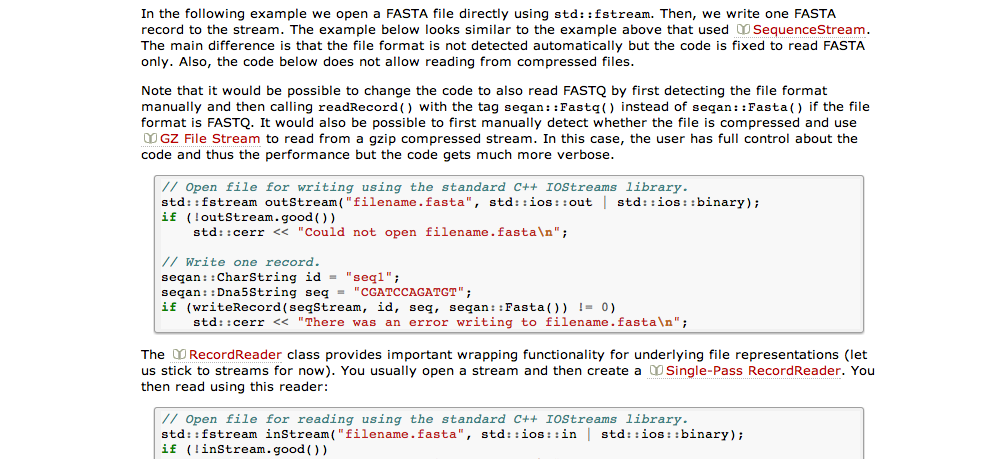 In the following example we open a FASTA file directly using std::fstream. Then, we write one FASTA
record to the stream. The example below looks similar to the example above that used SequenceStream.
The main difference is that the file format is not detected automatically but the code is fixed to read FASTA
only. Also, the code below does not allow reading from compressed files.
Note that it would be possible to change the code to also read FASTQ by first detecting the file format
manually and then calling readRecord() with the tag seqan::Fastq() instead of seqan::Fasta() if the file
format is FASTQ. It would also be possible to first manually detect whether the file is compressed and use
GZ File Stream to read from a gzip compressed stream. In this case, the user has full control about the
code and thus the performance but the code gets much more verbose.
// Open file for writing using the standard C++ IOStreams library.
std::fstream outStream("filename.fasta", std::ios::out | std::ios::binary);
if (!outStream.good())
    std::cerr << "Could not open filename.fasta\n";
// Write one record.
seqan::CharString id = "seq1";
seqan::Dna5String seq = "CGATCCAGATGT";
if (writeRecord(seqStream, id, seq, seqan::Fasta()) != 0)
    std::cerr << "There was an error writing to filename.fasta\n";
The RecordReader class provides important wrapping functionality for underlying file representations (let
us stick to streams for now). You usually open a stream and then create a Single-Pass RecordReader. You
then read using this reader:
// Open file for reading using the standard C++ IOStreams library.
std::fstream inStream("filename.fasta", std::ios::in | std::ios::binary);
if (!inStream.good())